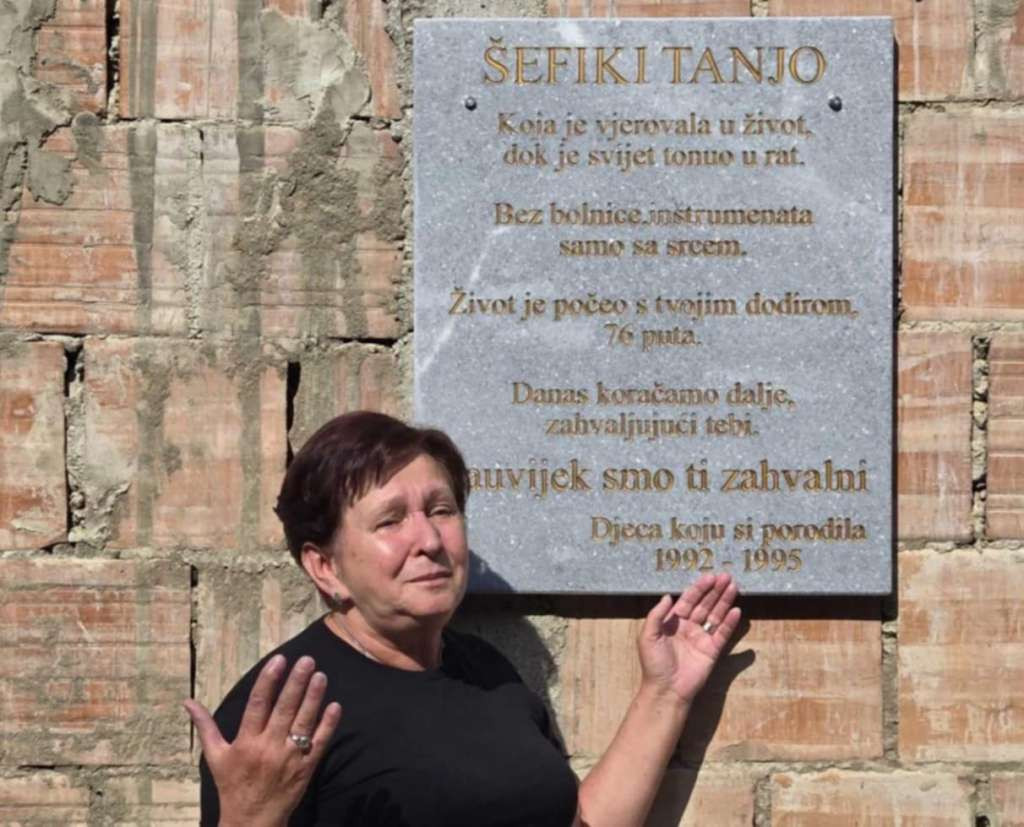 ŠEFIKI TANJO
Koja je vjerovala u život,
dok je svijet tonuo u rat.
Bez bolnice,instrumenata
samo sa srcem.
Život je počeo s tvojim dodirom,
76 puta.
Danas koračamo dalje,
zahvaljujući tebi.
auvijek smo ti zahvalni
Djeca koju si porodila
1992 - 1995